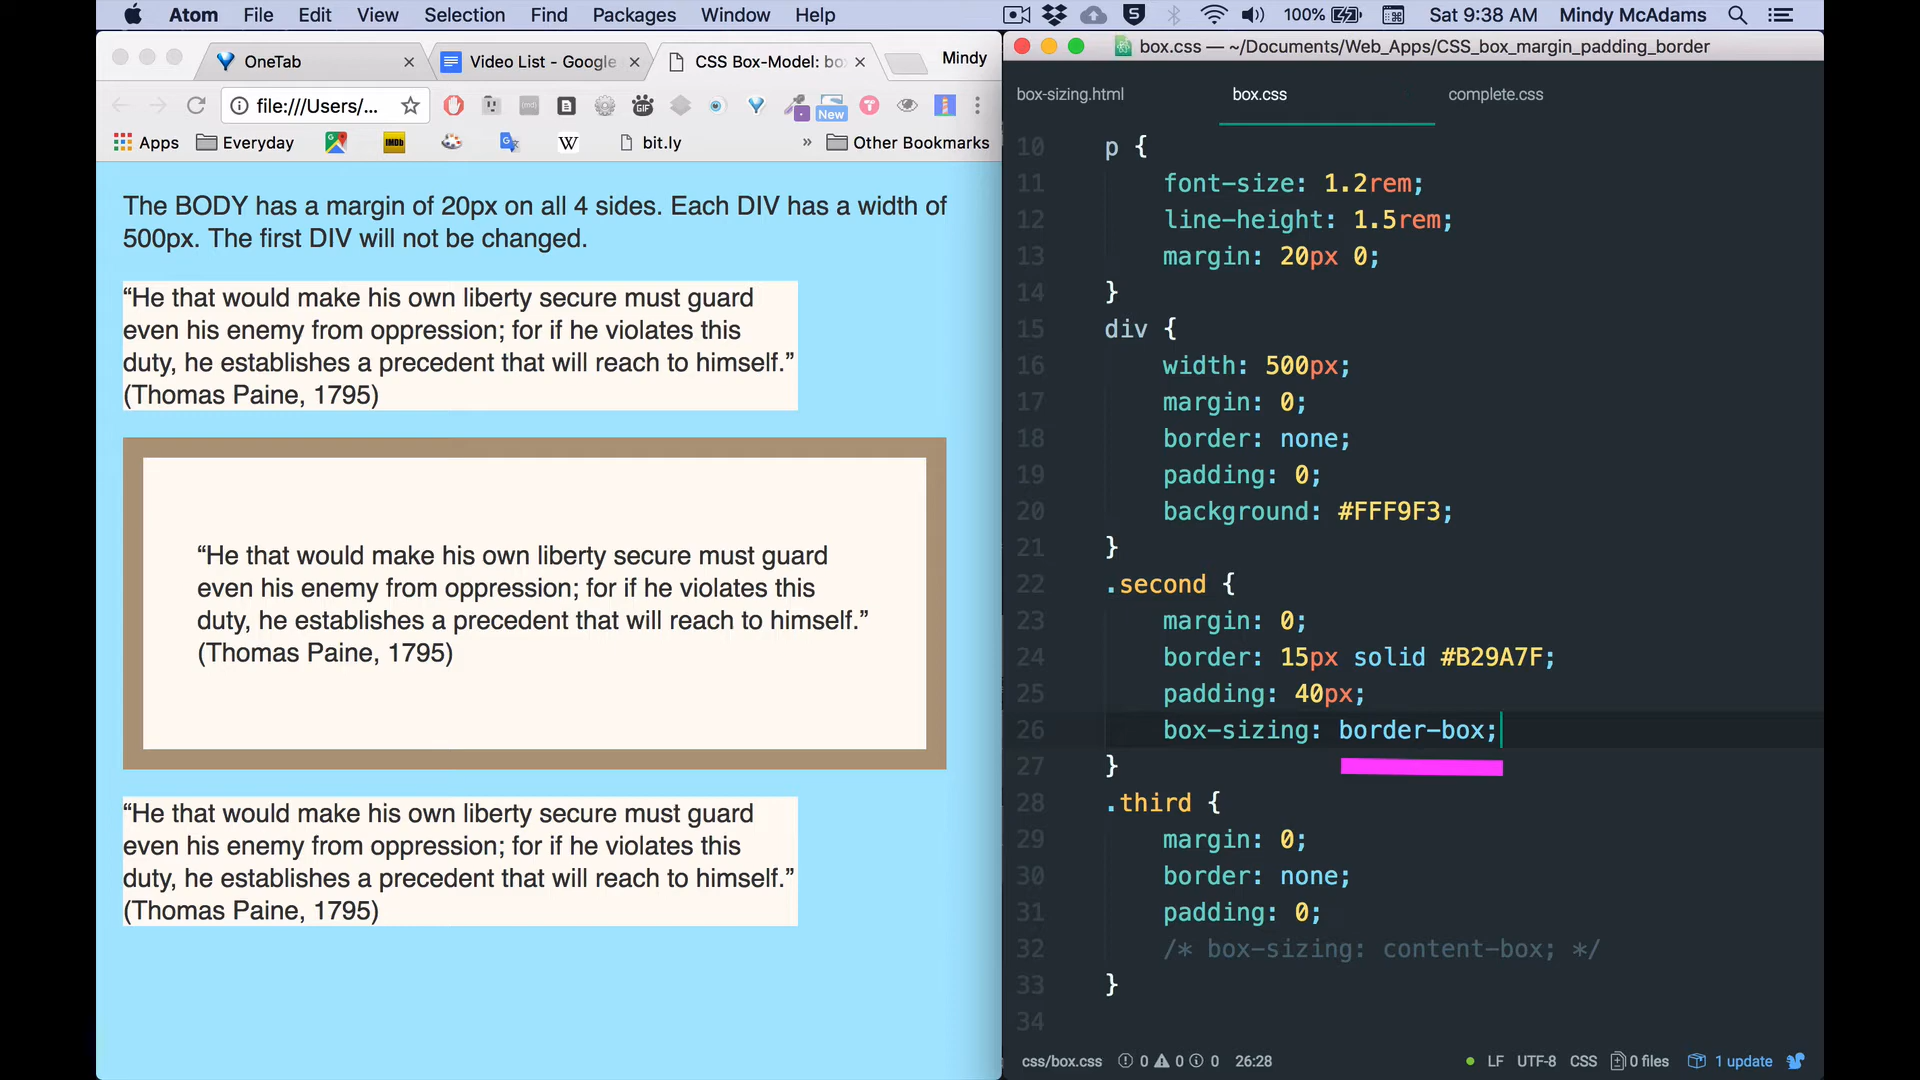 Atom File Edit View Selection Find Packages Window Help 100% Sat 9:38 AM Mindy McAdams
OneTab
Video List - Google
CSS Box-Model: bo
Mindy
file:///Users/...
New
Apps Everyday IMDb W bit.ly » Other Bookmarks
The BODY has a margin of 20px on all 4 sides. Each DIV has a width of
500px. The first DIV will not be changed.
“He that would make his own liberty secure must guard
even his enemy from oppression; for if he violates this
duty, he establishes a precedent that will reach to himself.”
(Thomas Paine, 1795)
“He that would make his own liberty secure must guard
even his enemy from oppression; for if he violates this
duty, he establishes a precedent that will reach to himself.”
(Thomas Paine, 1795)
“He that would make his own liberty secure must guard
even his enemy from oppression; for if he violates this
duty, he establishes a precedent that will reach to himself.”
(Thomas Paine, 1795)
box.css — ~/Documents/Web_Apps/CSS_box_margin_padding_border
box-sizing.html box.css complete.css
10 p {
11 font-size: 1.2rem;
12 line-height: 1.5rem;
13 margin: 20px 0;
14 }
15 div {
16 width: 500px;
17 margin: 0;
18 border: none;
19 padding: 0;
20 background: #FFF9F3;
21 }
22 .second {
23 margin: 0;
24 border: 15px solid #B29A7F;
25 padding: 40px;
26 box-sizing: border-box;
27 }
28 .third {
29 margin: 0;
30 border: none;
31 padding: 0;
32 /* box-sizing: content-box; */
33 }
34
css/box.css 0 0 0 26:28 LF UTF-8 CSS 0 files 1 update